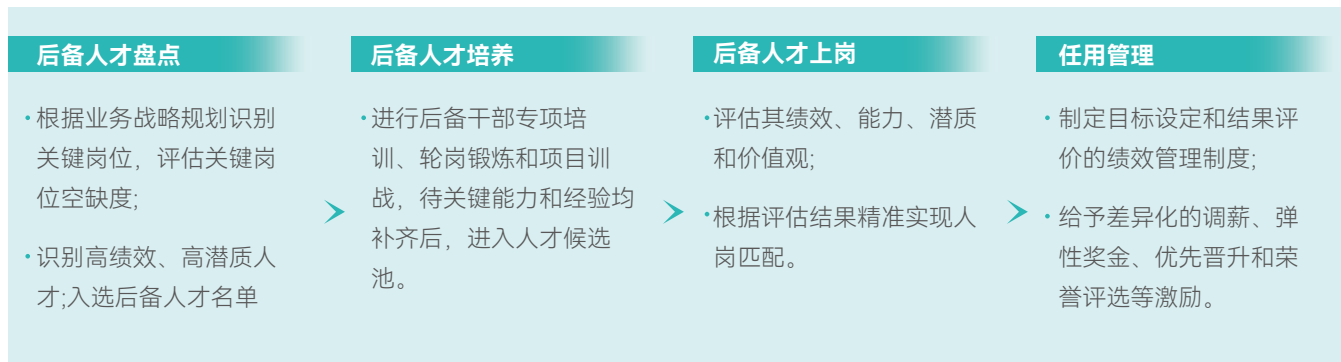 后备人才盘点
·根据业务战略规划识别
关键岗位，评估关键岗
位空缺度;
·识别高绩效、高潜质人
才;入选后备人才名单
后备人才培养
·进行后备干部专项培
训、轮岗锻炼和项目训
战，待关键能力和经验均
补齐后，进入人才候选
池。
后备人才上岗
·评估其绩效、能力、潜质
和价值观;
·根据评估结果精准实现人
岗匹配。
任用管理
·制定目标设定和结果评
价的绩效管理制度;
·给予差异化的调薪、弹
性奖金、优先晋升和荣
誉评选等激励。